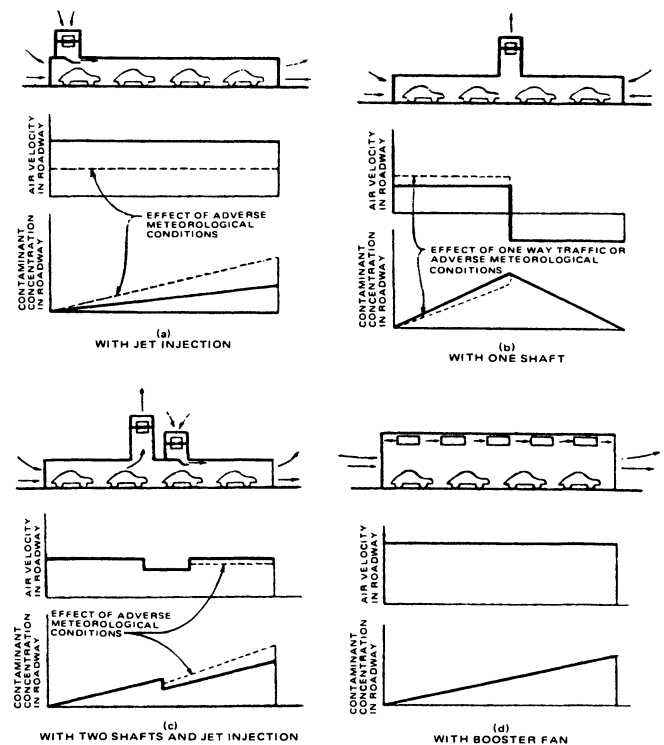 AIR VELOCITY
IN ROADWAY
EFFECT OF ADVERSE
METEOROLOGICAL
CONDITIONS
CONTAMINANT
CONCENTRATION
IN ROADWAY
(a)
WITH JET INJECTION
AIR VELOCITY
IN ROADWAY
EFFECT OF ONE WAY TRAFFIC OR
ADVERSE METEOROLOGICAL
CONDITIONS
CONTAMINANT
CONCENTRATION
IN ROADWAY
(b)
WITH ONE SHAFT
AIR VELOCITY
IN ROADWAY
EFFECT OF ADVERSE
METEOROLOGICAL
CONDITIONS
CONTAMINANT
CONCENTRATION
IN ROADWAY
(c)
WITH TWO SHAFTS AND JET INJECTION
AIR VELOCITY
IN ROADWAY
CONTAMINANT
CONCENTRATION
IN ROADWAY
(d)
WITH BOOSTER FAN